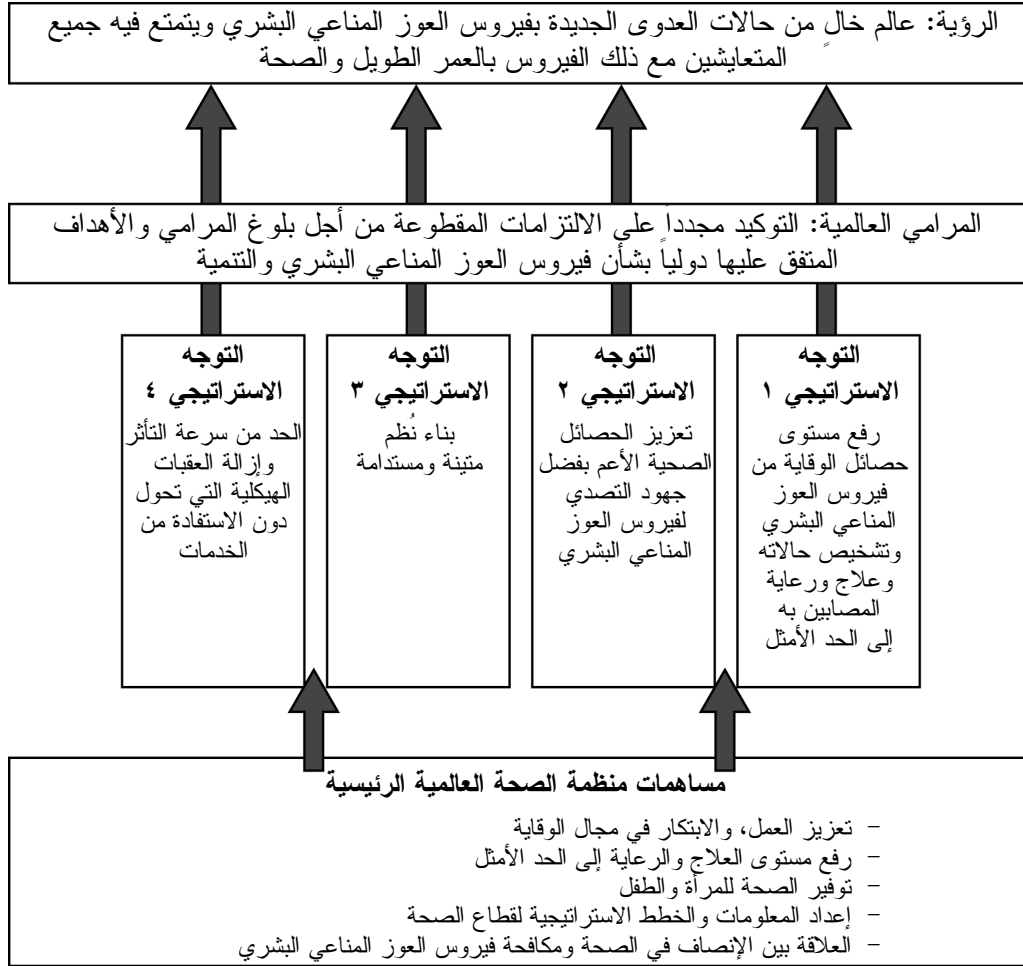 الرؤية: عالم خالٍ من حالات العدوى الجديدة بفيروس العوز المناعي البشري ويتمتع فيه جميع
المتعايشين مع ذلك الفيروس بالعمر الطويل والصحة
المرامي العالمية: التوكيد مجدداً على الالتزامات المقطوعة من أجل بلوغ المرامي والأهداف
المتفق عليها دولياً بشأن فيروس العوز المناعي البشري والتنمية
التوجه
الاستراتيجي ١
رفع مستوى
حصائل الوقاية من
فيروس العوز
المناعي البشري
وتشخيص حالاته
وعلاج ورعاية
المصابين به
إلى الحد الأمثل
التوجه
الاستراتيجي ٢
تعزيز الحصائل
الصحية الأعم بفضل
جهود التصدي
لفيروس العوز
المناعي البشري
التوجه
الاستراتيجي ٣
بناء نُظم
متينة ومستدامة
التوجه
الاستراتيجي ٤
الحد من سرعة التأثر
وإزالة العقبات
الهيكلية التي تحول
دون الاستفادة من
الخدمات
مساهمات منظمة الصحة العالمية الرئيسية
- تعزيز العمل، والابتكار في مجال الوقاية
- رفع مستوى العلاج والرعاية إلى الحد الأمثل
- توفير الصحة للمرأة والطفل
- إعداد المعلومات والخطط الاستراتيجية لقطاع الصحة
- العلاقة بين الإنصاف في الصحة ومكافحة فيروس العوز المناعي البشري